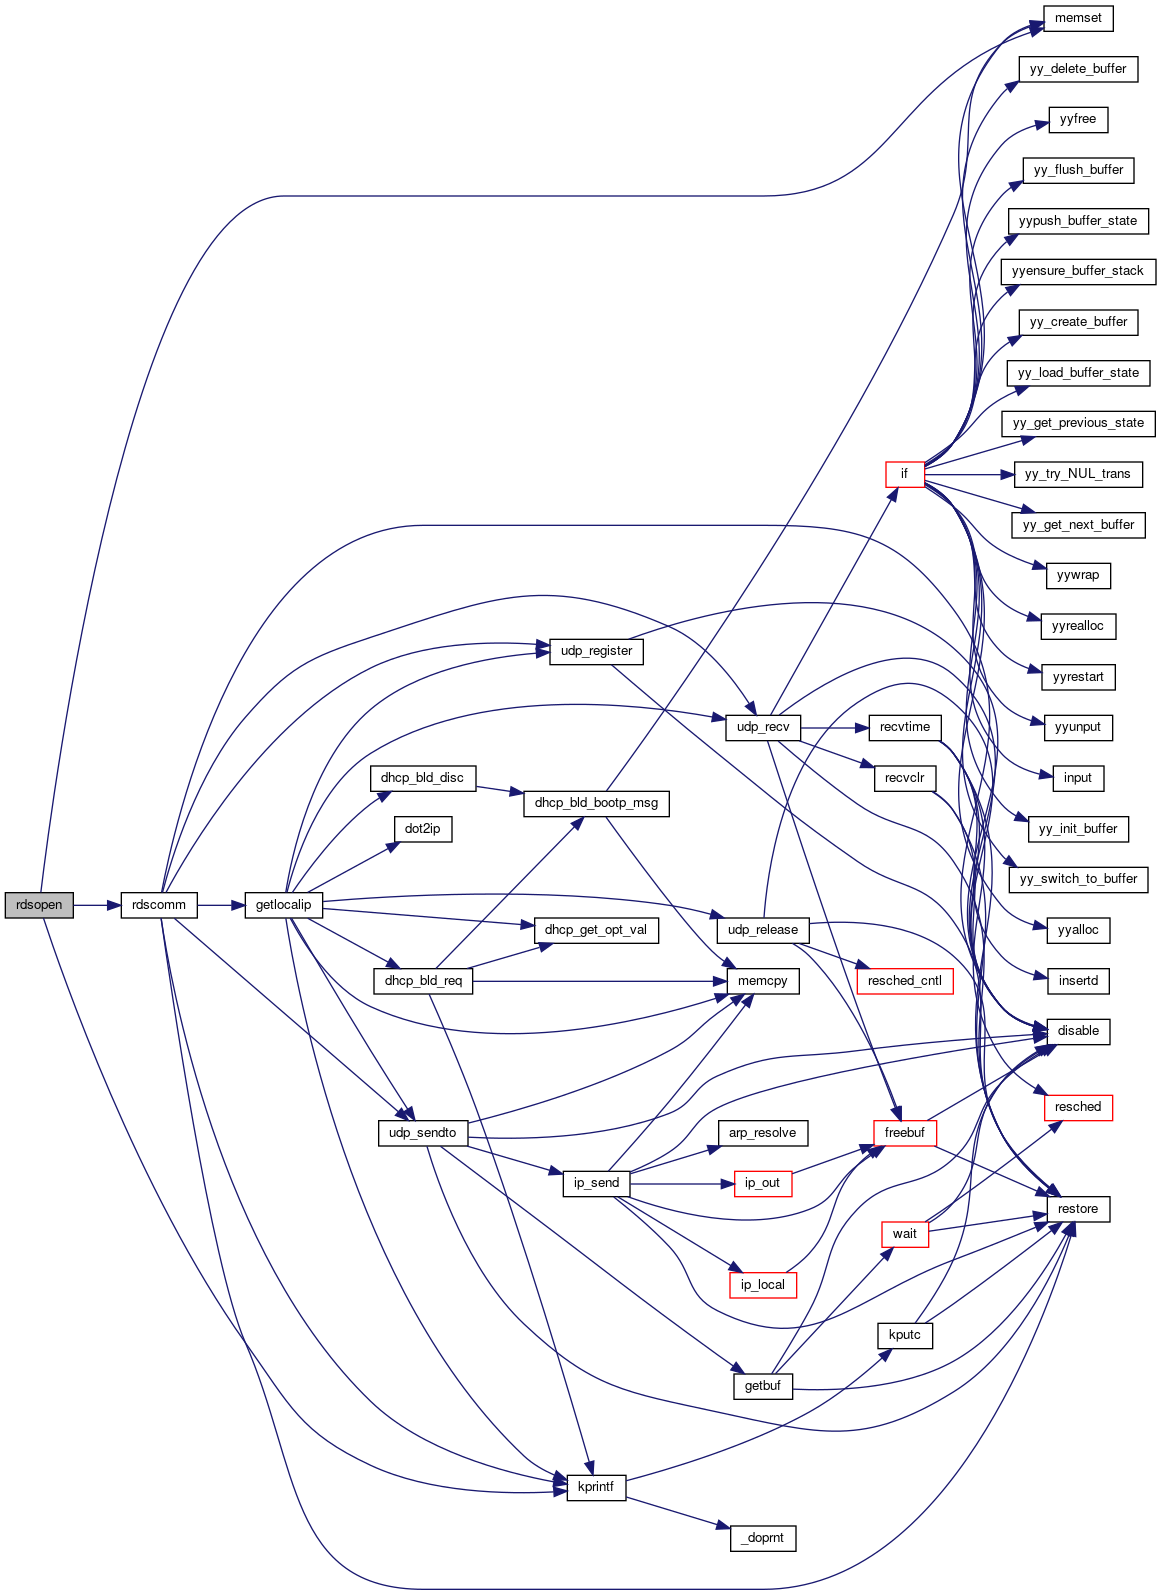 memset
yy_delete_buffer
yyfree
yy_flush_buffer
yypush_buffer_state
yyensure_buffer_stack
yy_create_buffer
yy_load_buffer_state
yy_get_previous_state
if
yy_try_NUL_trans
yy_get_next_buffer
yywrap
yyrealloc
udp_register
yyrestart
udp_recv
recvtime
yyunput
dhcp_bld_disc
recvclr
input
dhcp_bld_bootp_msg
dot2ip
yy_init_buffer
yy_switch_to_buffer
rdsopen
rdscomm
getlocalip
dhcp_get_opt_val
udp_release
yyalloc
dhcp_bld_req
memcpy
resched_cntl
insertd
disable
resched
udp_sendto
arp_resolve
freebuf
ip_send
ip_out
restore
wait
ip_local
kputc
getbuf
kprintf
_doprnt